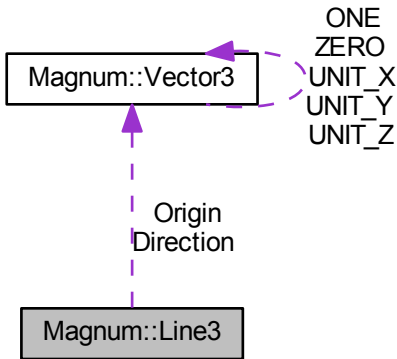 ONE
ZERO
Magnum::Vector3
UNIT_X
UNIT_Y
UNIT_Z
Origin
Direction
Magnum::Line3